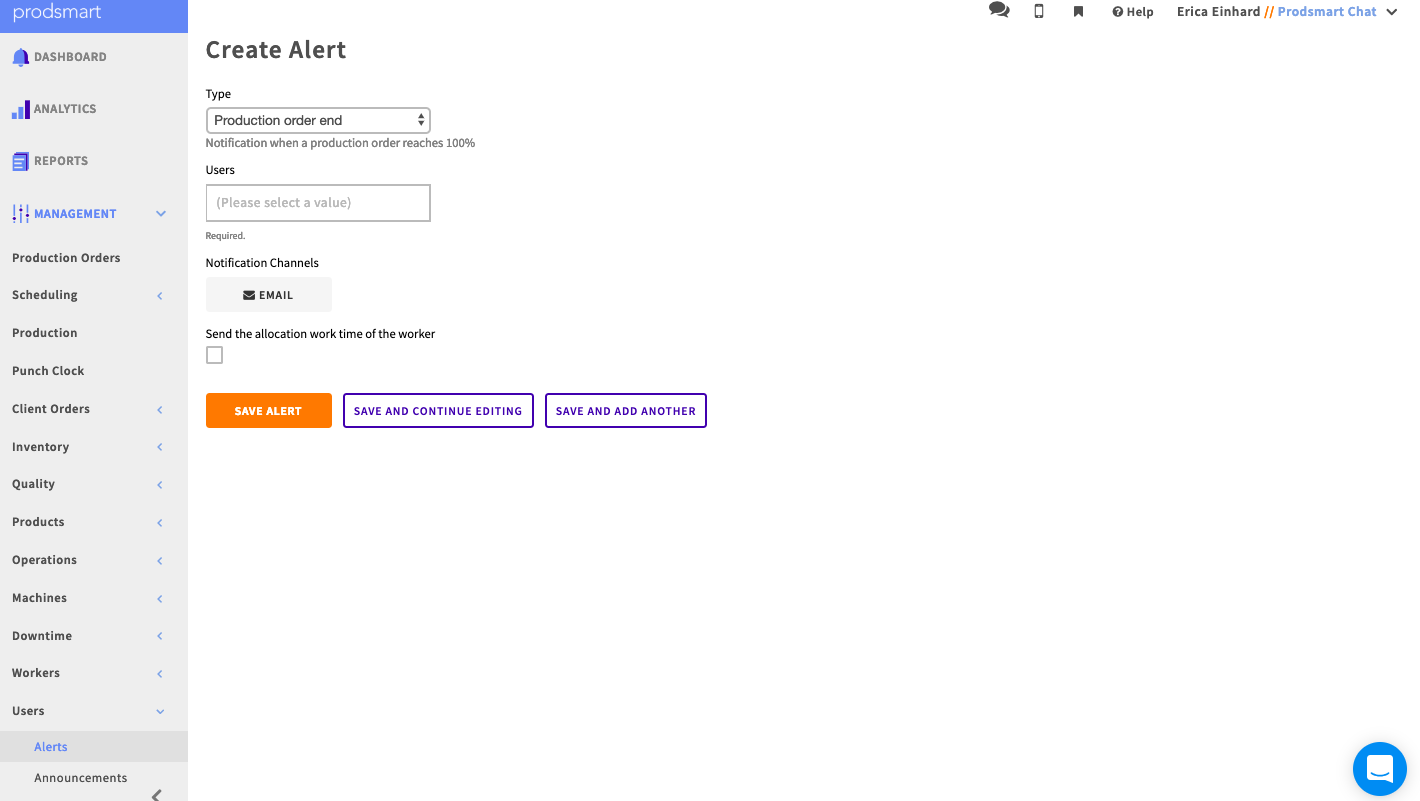 prodsmart
Help
Erica Einhard // Prodsmart Chat
DASHBOARD
ANALYTICS
REPORTS
MANAGEMENT
Production Orders
Scheduling
Production
Punch Clock
Client Orders
Inventory
Quality
Products
Operations
Machines
Downtime
Workers
Users
Alerts
Announcements
Create Alert
Type
Production order end
Notification when a production order reaches 100%
Users
(Please select a value)
Required.
Notification Channels
EMAIL
Send the allocation work time of the worker
SAVE ALERT
SAVE AND CONTINUE EDITING
SAVE AND ADD ANOTHER